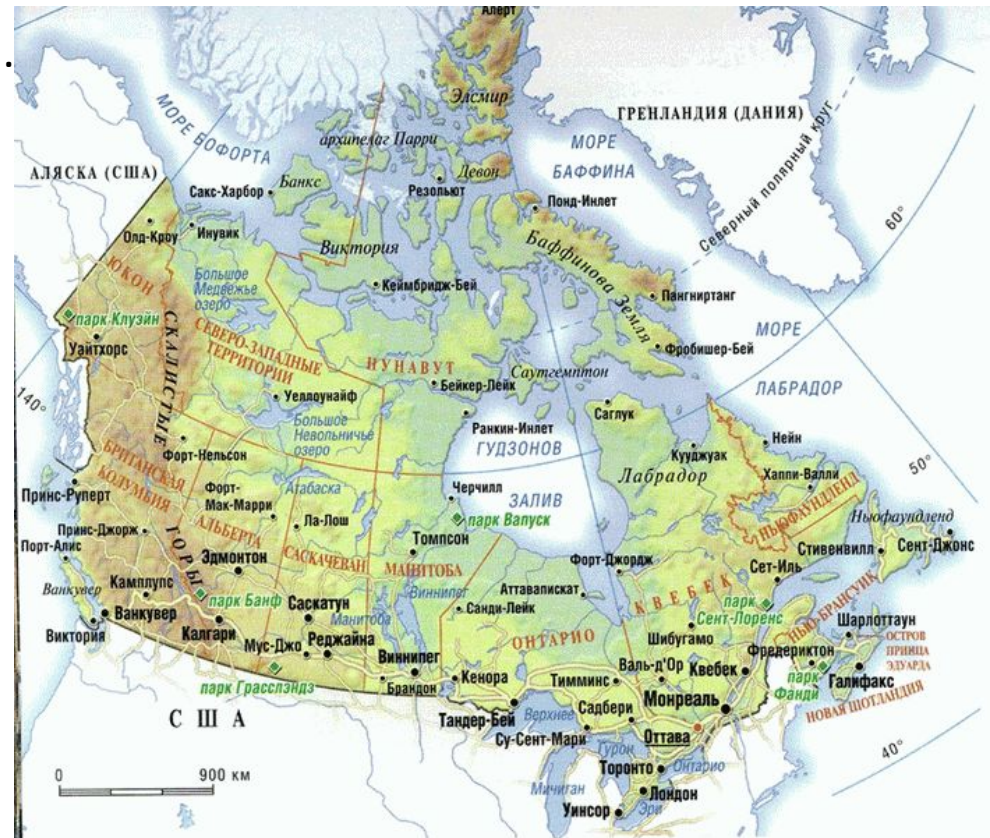 .
Алерт
Элсмир
ГРЕНЛАНДИЯ (ДАНИЯ)
МОРЕ БОФОРТА
архипелаг Парри
МОРЕ
БАФФИНА
Северный полярный круг
АЛЯСКА (США)
Сакс-Харбор
Банкс
Девон
Резольют
Понд-Инлет
60°
Олд-Кроу
Инувик
Виктория
Баффинова Земля
ЮКОН
Большое
Медвежье
озеро
Кеймбридж-Бей
Пангниртанг
парк Клуэйн
Уайтхорс
СКАЛИСТЫЕ
ГОРЫ
СЕВЕРО-ЗАПАДНЫЕ
ТЕРРИТОРИИ
НУНАВУТ
Фробишер-Бей
МОРЕ
ЛАБРАДОР
Саутгемптон
140°
Уеллоунайф
Бейкер-Лейк
Саглук
Большое
Невольничье
озеро
Ранкин-Инлет
ГУДЗОНОВ
ЗАЛИВ
Нейн
Кууджуак
Форт-Нельсон
Лабрадор
Хаппи-Валли
50°
БРИТАНСКАЯ
КОЛУМБИЯ
Принс-Руперт
Форт-
Мак-Марри
Атабаска
Черчилл
парк Вапуск
НЬЮФАУНДЛЕНД
Ньюфаундленд
Принс-Джорж
АЛЬБЕРТА
Ла-Лош
Томпсон
Стивенвилл
Сент-Джонс
Порт-Алис
Эдмонтон
САСКАЧЕВАН
МАНИТОБА
Форт-Джордж
Сет-Иль
Ванкувер
Камплупс
парк Банф
Саскатун
Виннипег
Аттавапискат
КВЕБЕК
парк
Сент-Лоренс
НЬЮ-БРАНСУИК
Ванкувер
Виктория
Калгари
Манитоба
Санди-Лейк
Шарлоттаун
ОСТРОВ
ПРИНЦА
ЭДУАРДА
Мус-Джо
Реджайна
ОНТАРИО
Шибугамо
Фредериктон
Виннипег
Валь-д'Ор
Квебек
парк
Фанди
Галифакс
парк Грасслэндз
Брандон
Кенора
Тимминс
Монреаль
НОВАЯ ШОТЛАНДИЯ
США
Тандер-Бей
Верхнее
Садбери
Су-Сент-Мари
Оттава
40°
Гурон
0
900 км
Торонто
Онтарио
Мичиган
Лондон
Уинсор
Эри